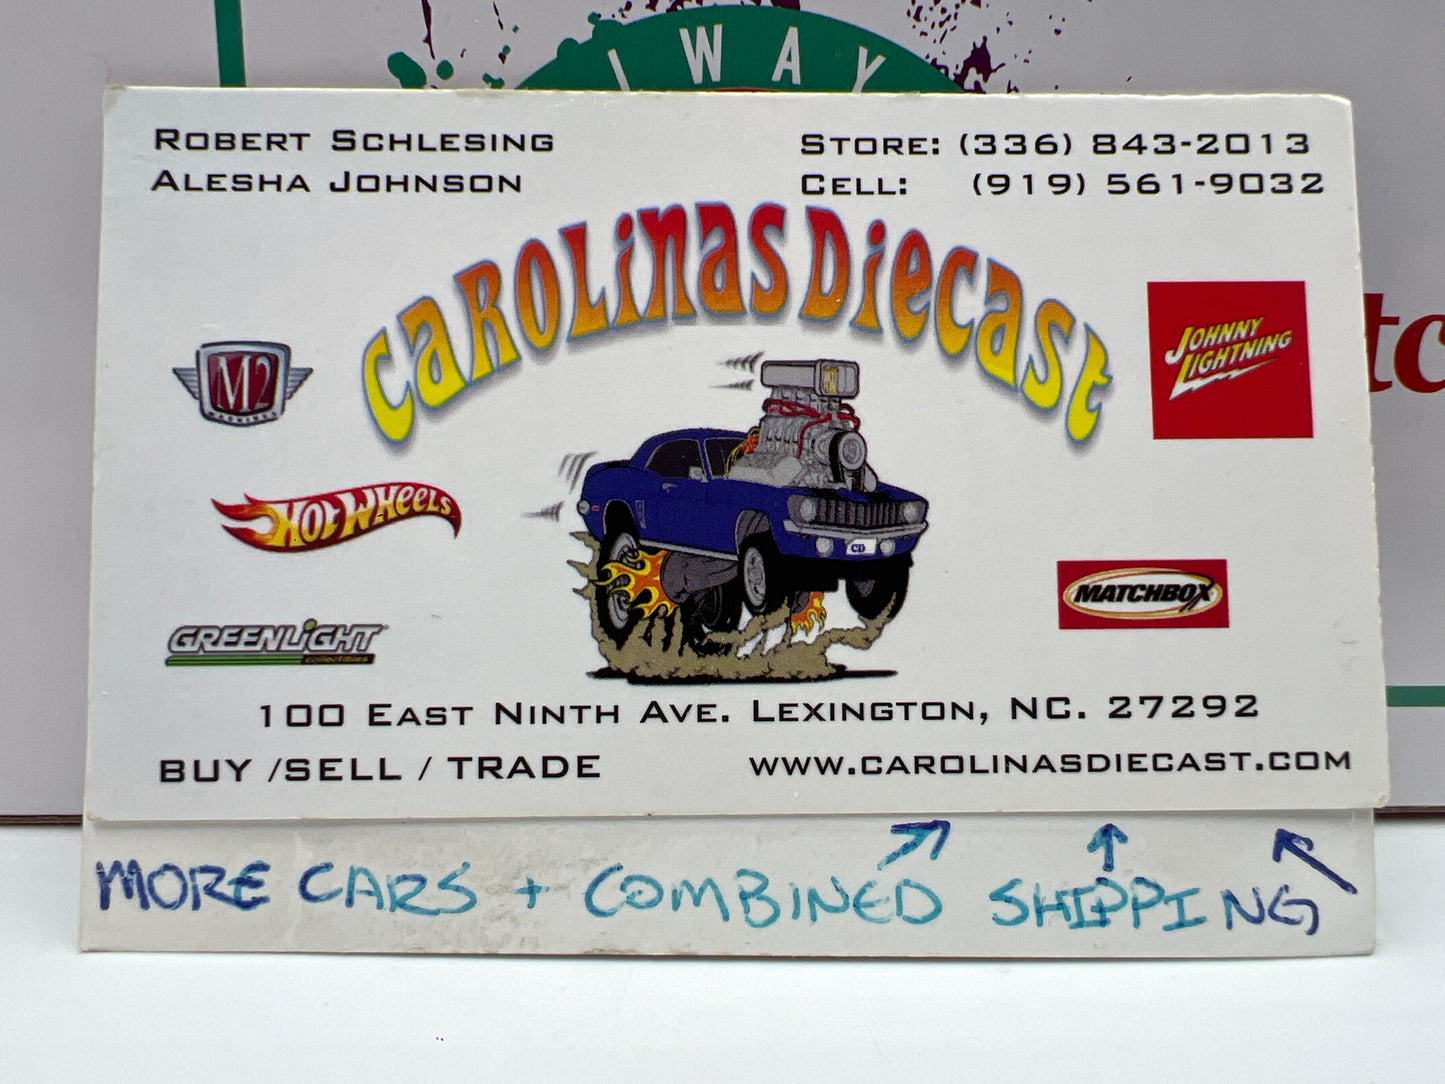 IWAY
ROBERT SCHLESING
ALESHA JOHNSON
STORE: (336) 843-2013
CELL: (919) 561-9032
CAROLINAS DIECAST
M2
MACHINES
JOHNNY
LIGHTNING
HOT WHEELS
MATCHBOX
GREENLIGHT
collectibles
100 EAST NINTH AVE. LEXINGTON, NC. 27292
BUY /SELL / TRADE
WWW.CAROLINASDIECAST.COM
MORE CARS + COMBINED SHIPPING